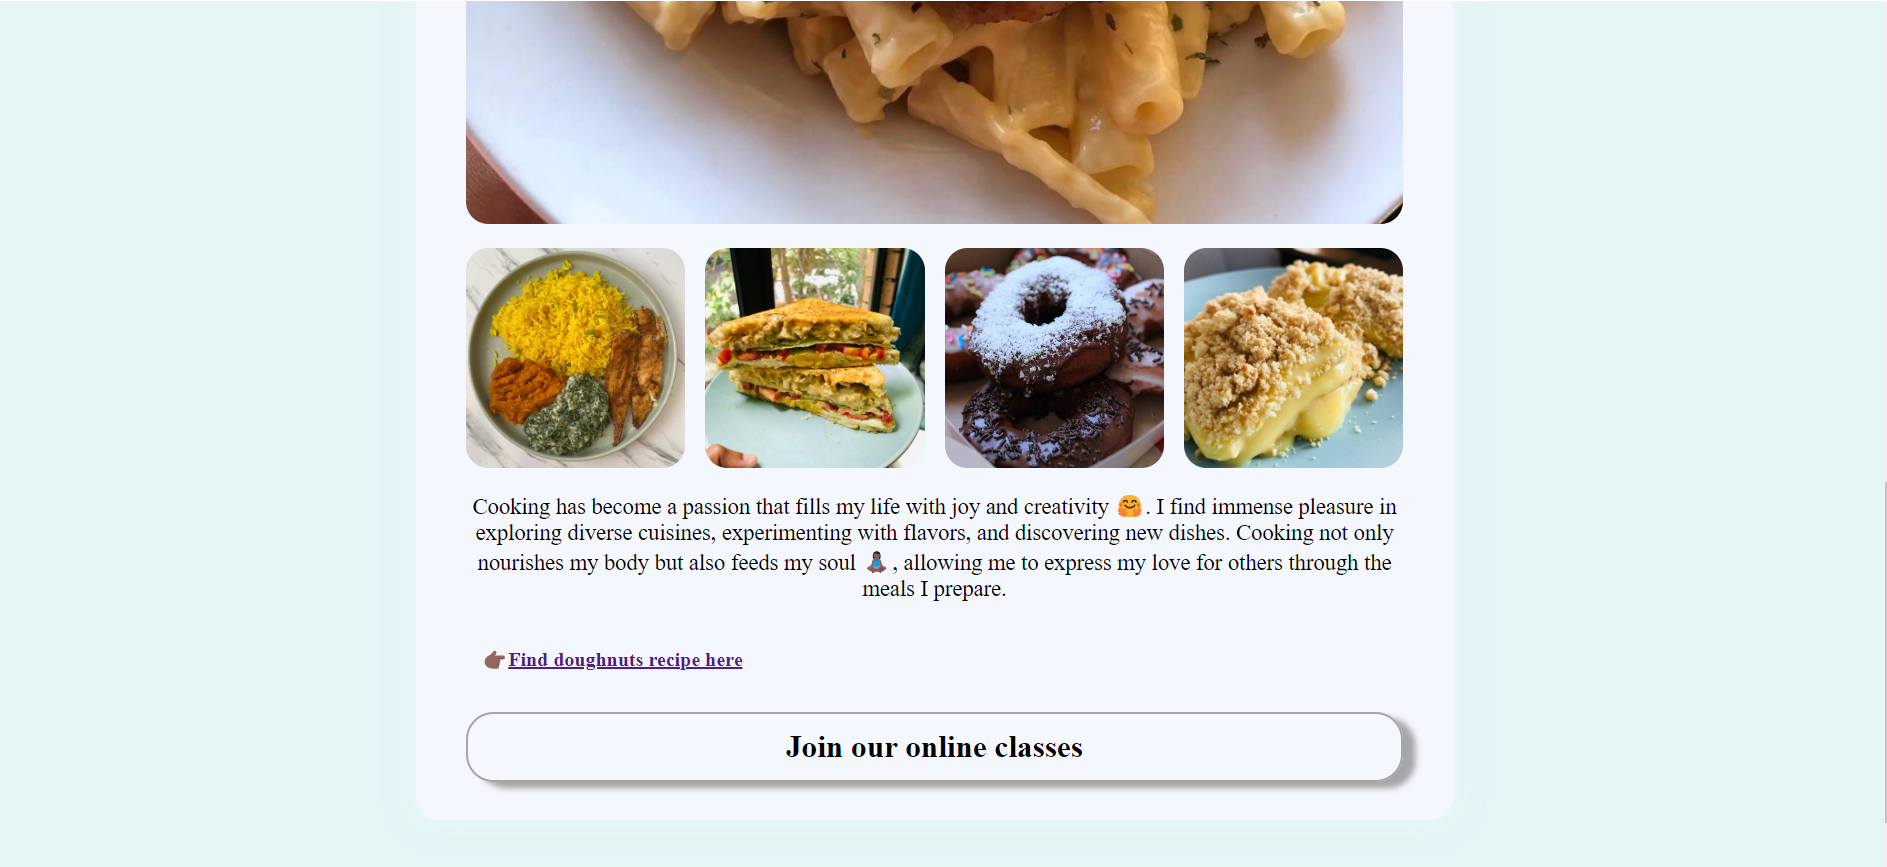 Cooking has become a passion that fills my life with joy and creativity 🤗. I find immense pleasure in
exploring diverse cuisines, experimenting with flavors, and discovering new dishes. Cooking not only
nourishes my body but also feeds my soul 🧘🏿‍♀️, allowing me to express my love for others through the
meals I prepare.
👉🏿Find doughnuts recipe here
Join our online classes